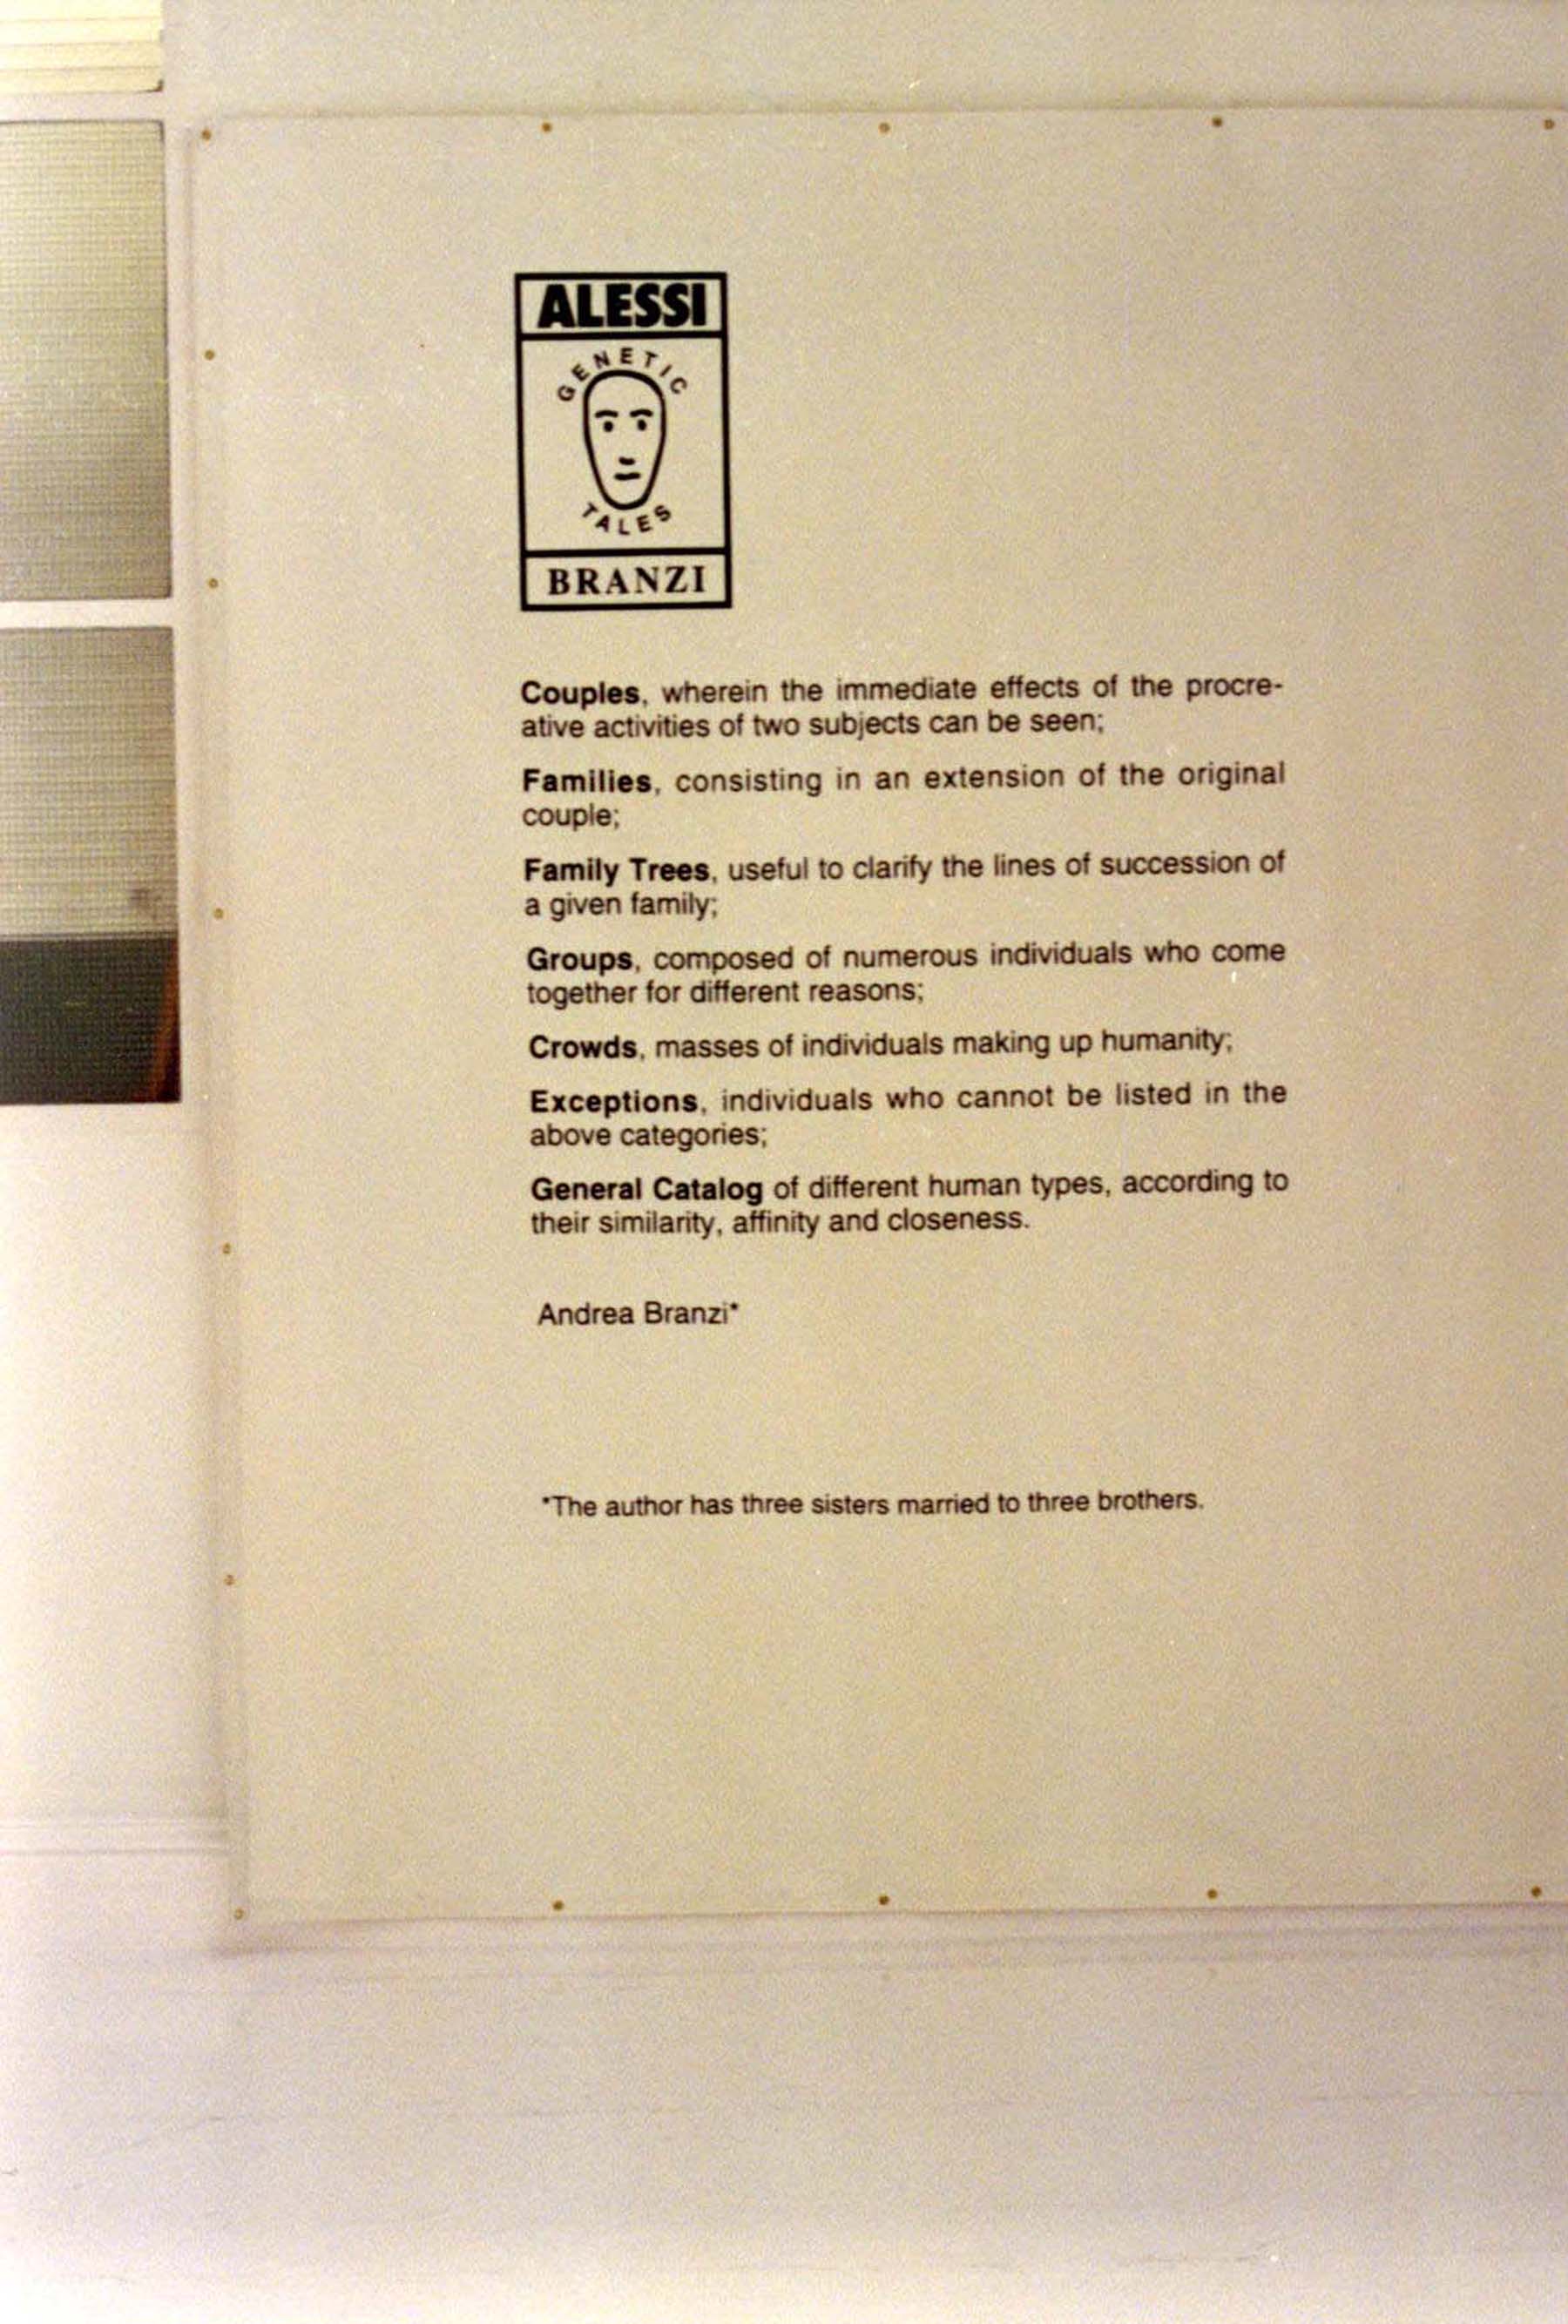 ALESSI
GENETIC
TALES
BRANZI
Couples, wherein the immediate effects of the procre-
ative activities of two subjects can be seen;
Families, consisting in an extension of the original
couple;
Family Trees, useful to clarify the lines of succession of
a given family;
Groups, composed of numerous individuals who come
together for different reasons;
Crowds, masses of individuals making up humanity;
Exceptions, individuals who cannot be listed in the
above categories;
General Catalog of different human types, according to
their similarity, affinity and closeness.
Andrea Branzi*
*The author has three sisters married to three brothers.